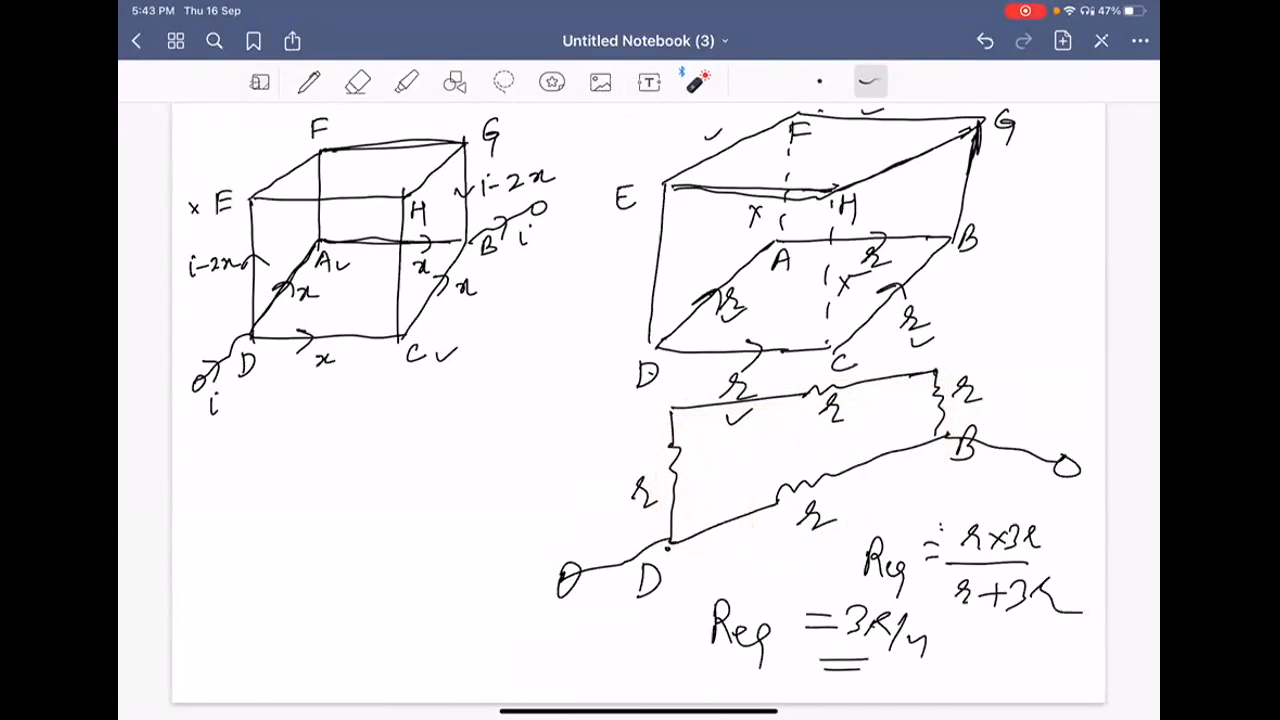 5:43 PM Thu 16 Sep
47%
Untitled Notebook (3)
T
F
G
x E
H
i-2x
i
i-2x
A
x
B
x
x
D
x
C
i
F
G
E
x
H
A
r
B
x
r
r
D
r
C
r
r
r
B
r
D
Req = r×3r
r+3r
Req = 3r/4